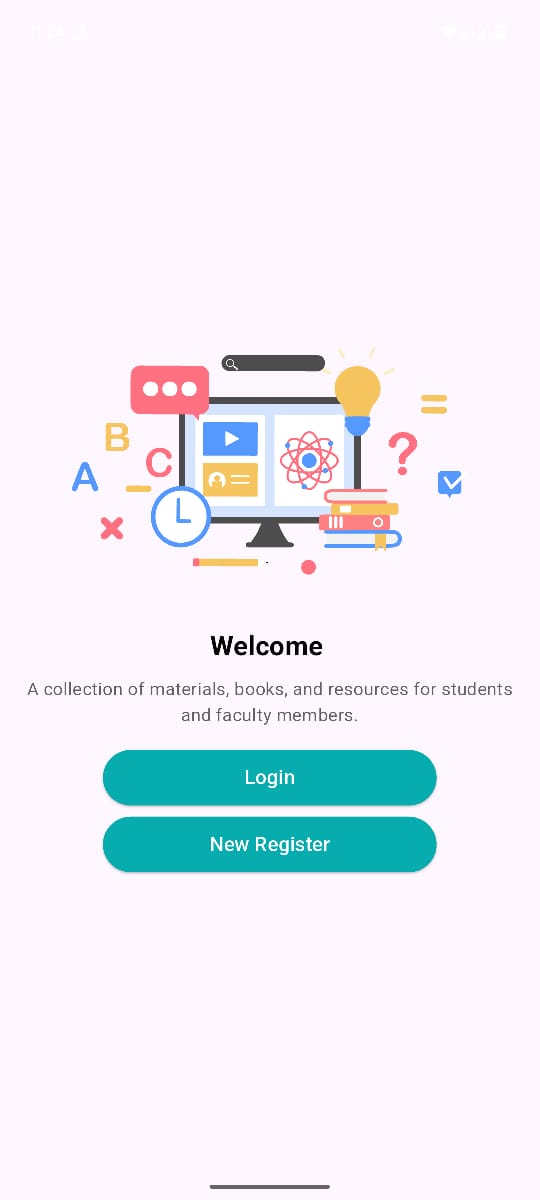 B
C
A
Welcome
A collection of materials, books, and resources for students
and faculty members.
Login
New Register